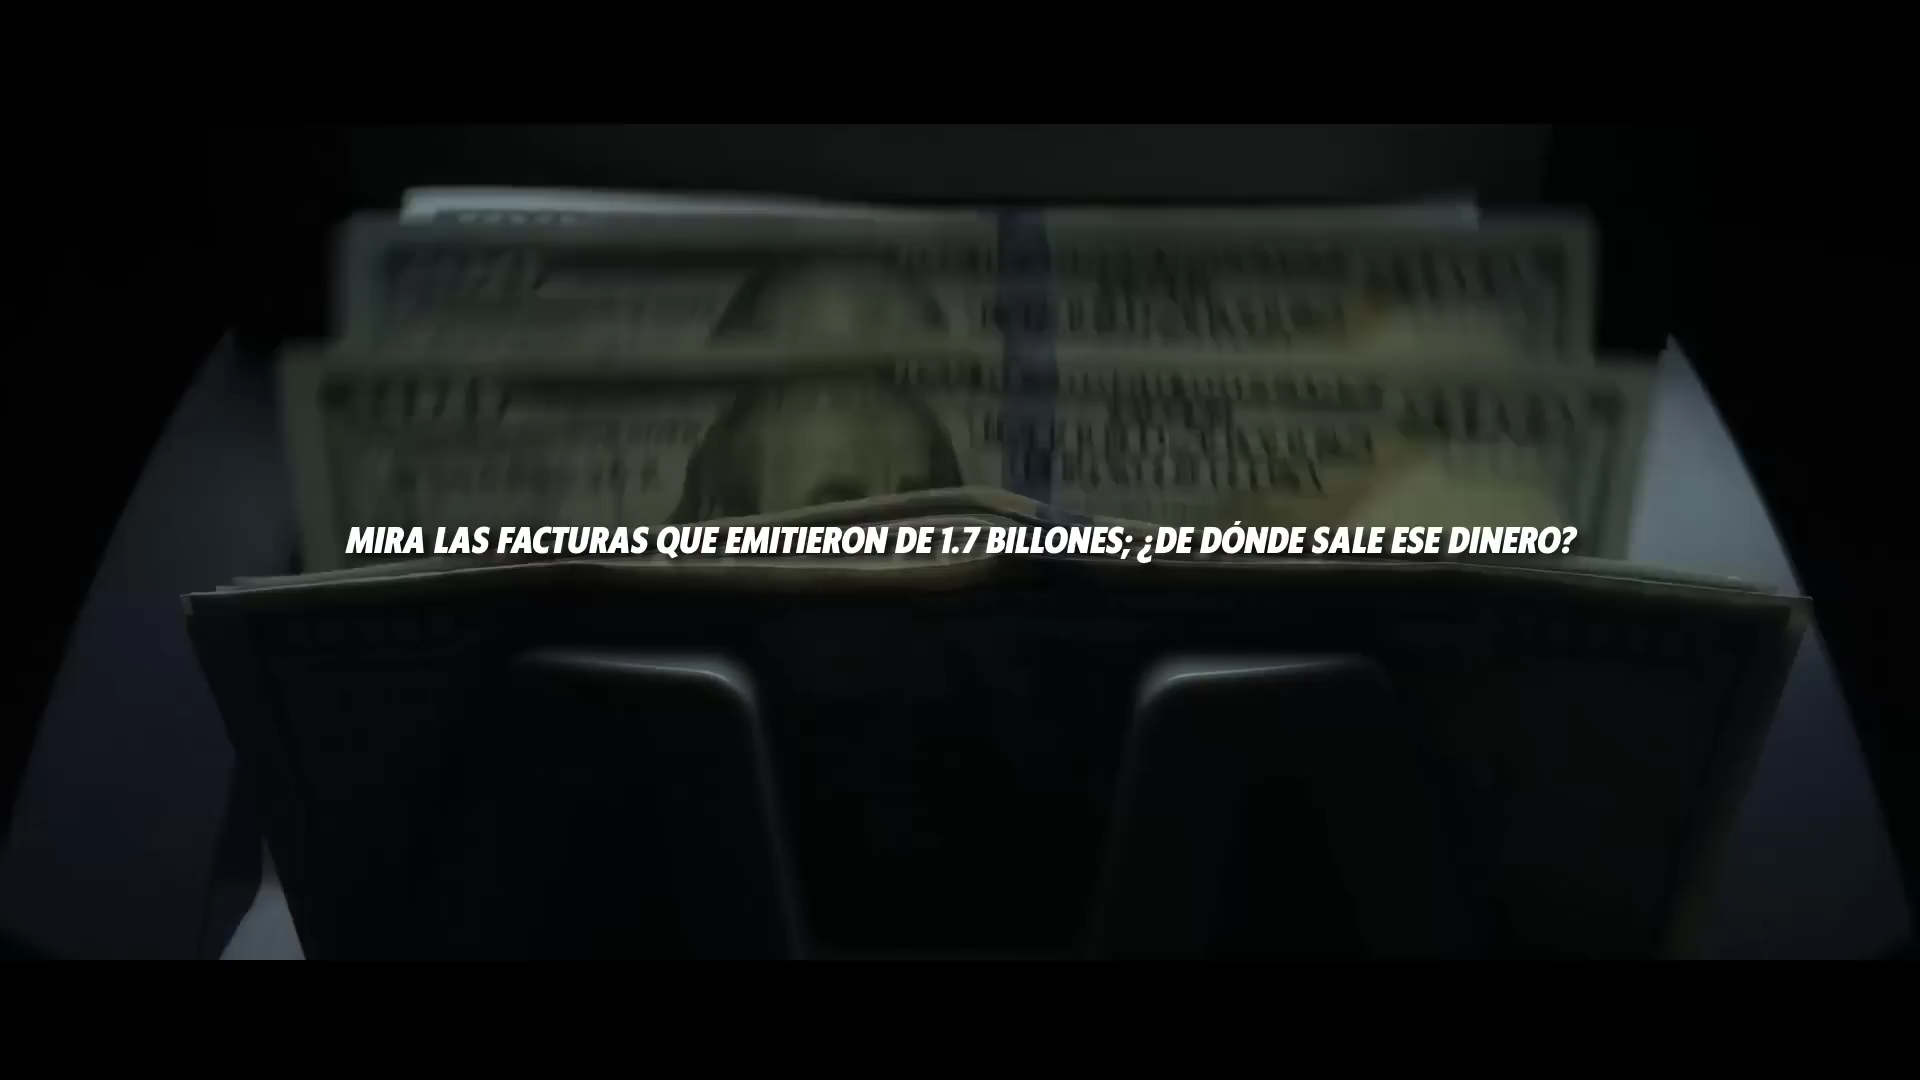 MIRA LAS FACTURAS QUE EMITIERON DE 1.7 BILLONES; ¿DE DÓNDE SALE ESE DINERO?